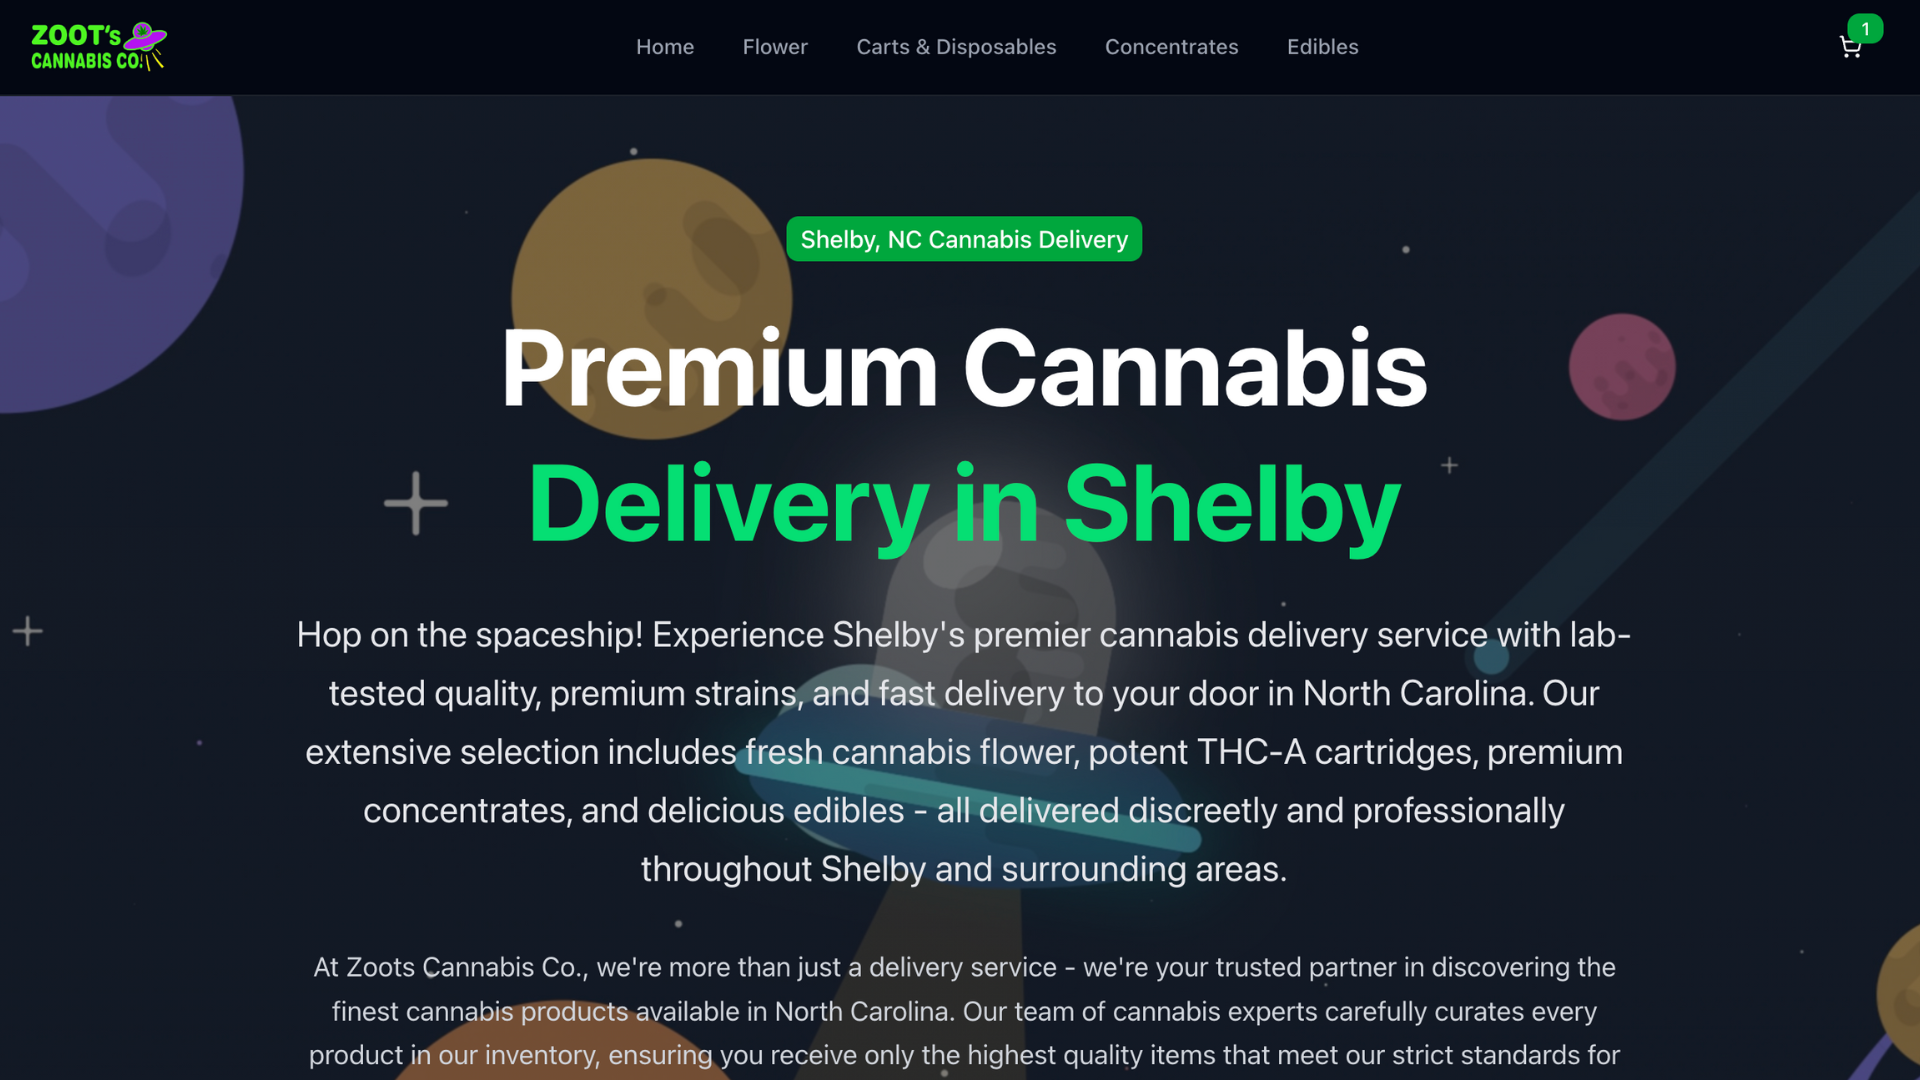 ZOOT's
CANNABIS CO.
Home
Flower
Carts & Disposables
Concentrates
Edibles
1
Shelby, NC Cannabis Delivery
Premium Cannabis
Delivery in Shelby
Hop on the spaceship! Experience Shelby's premier cannabis delivery service with lab-
tested quality, premium strains, and fast delivery to your door in North Carolina. Our
extensive selection includes fresh cannabis flower, potent THC-A cartridges, premium
concentrates, and delicious edibles - all delivered discreetly and professionally
throughout Shelby and surrounding areas.
At Zoots Cannabis Co., we're more than just a delivery service - we're your trusted partner in discovering the
finest cannabis products available in North Carolina. Our team of cannabis experts carefully curates every
product in our inventory, ensuring you receive only the highest quality items that meet our strict standards for